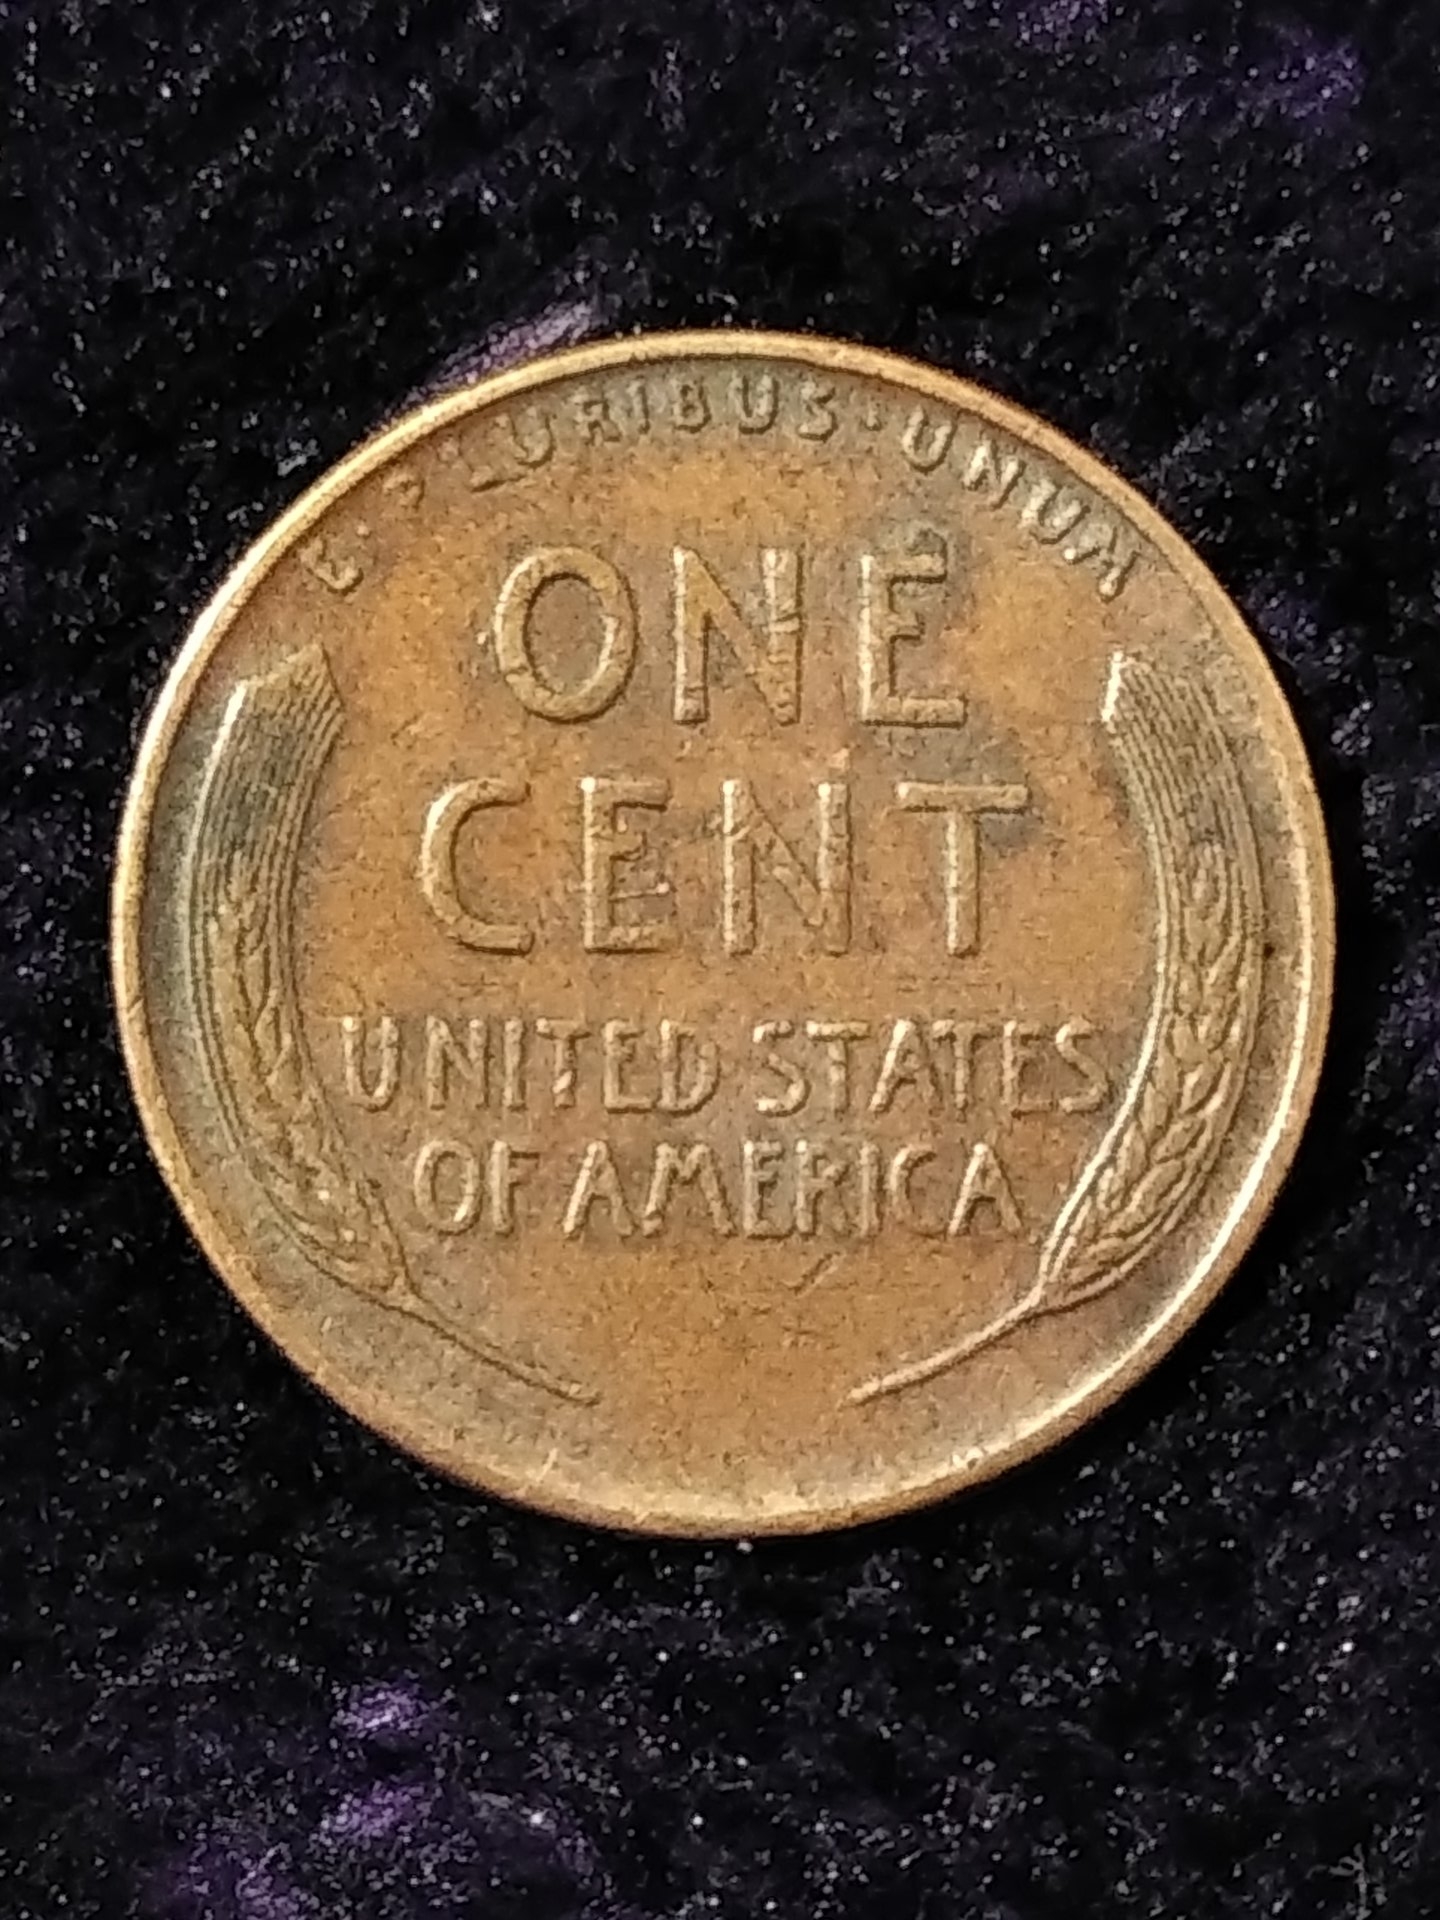 E·PLURIBUS·UNUM
ONE
CENT
UNITED STATES
OF AMERICA